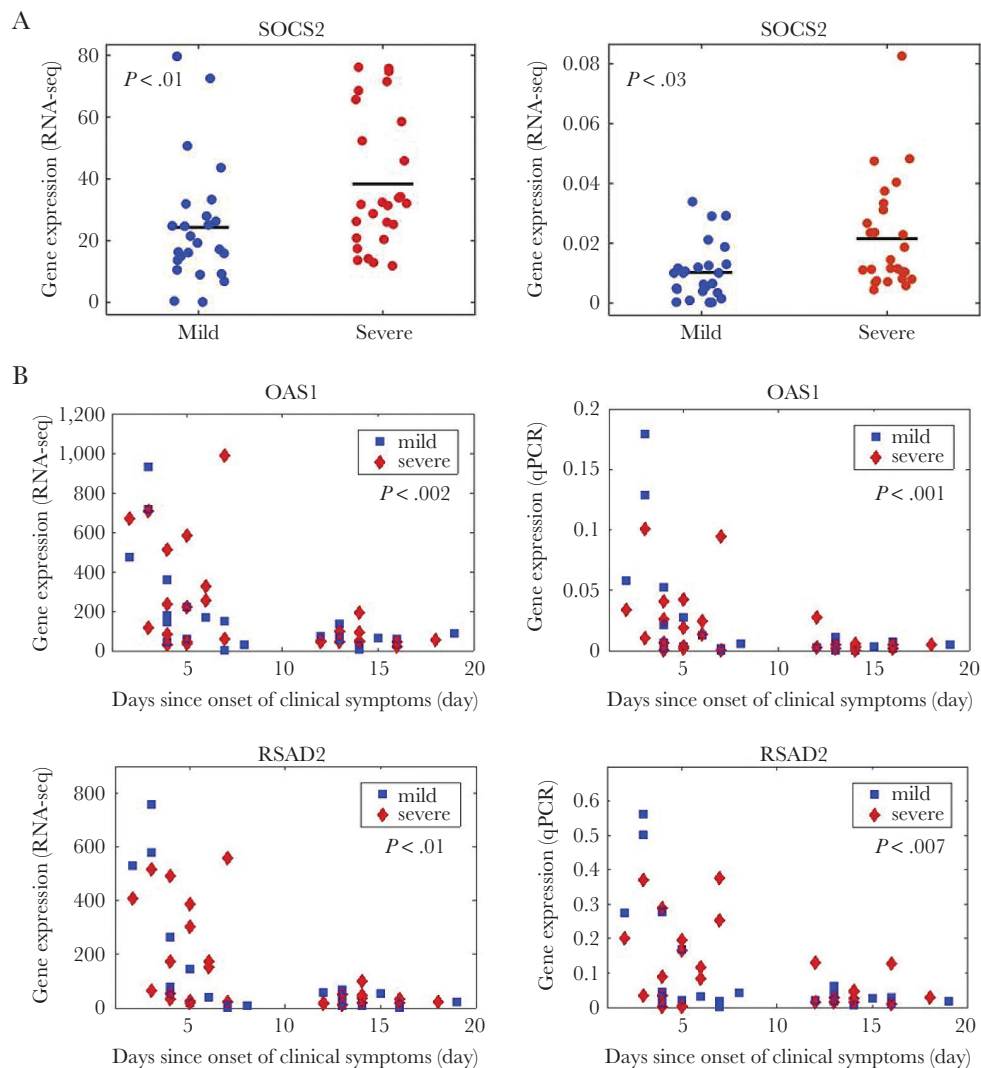 A
SOCS2
Gene expression (RNA-seq)
80
60
40
20
0
P < .01
Mild
Severe
SOCS2
Gene expression (RNA-seq)
0.08
0.06
0.04
0.02
0.00
P < .03
Mild
Severe
B
OAS1
Gene expression (RNA-seq)
1,200
1,000
800
600
400
200
0
mild
severe
P < .002
5
10
15
20
Days since onset of clinical symptoms (day)
OAS1
Gene expression (qPCR)
0.2
0.15
0.1
0.05
0
mild
severe
P < .001
5
10
15
20
Days since onset of clinical symptoms (day)
RSAD2
Gene expression (RNA-seq)
800
600
400
200
0
mild
severe
P < .01
5
10
15
20
Days since onset of clinical symptoms (day)
RSAD2
Gene expression (qPCR)
0.6
0.5
0.4
0.3
0.2
0.1
0
mild
severe
P < .007
5
10
15
20
Days since onset of clinical symptoms (day)